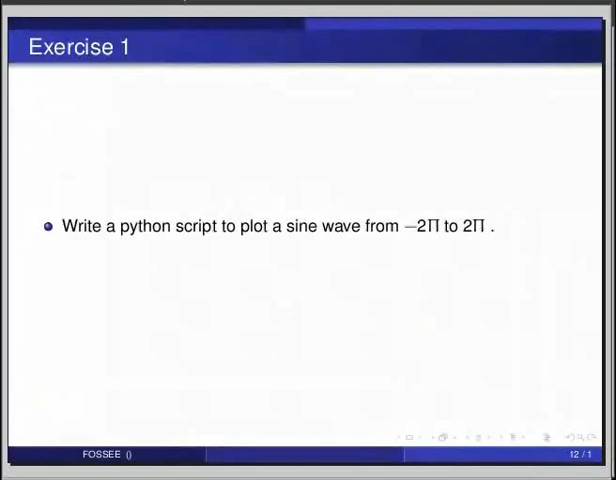 Exercise 1
Write a python script to plot a sine wave from −2Π to 2Π .
FOSSEE ()
12 / 1